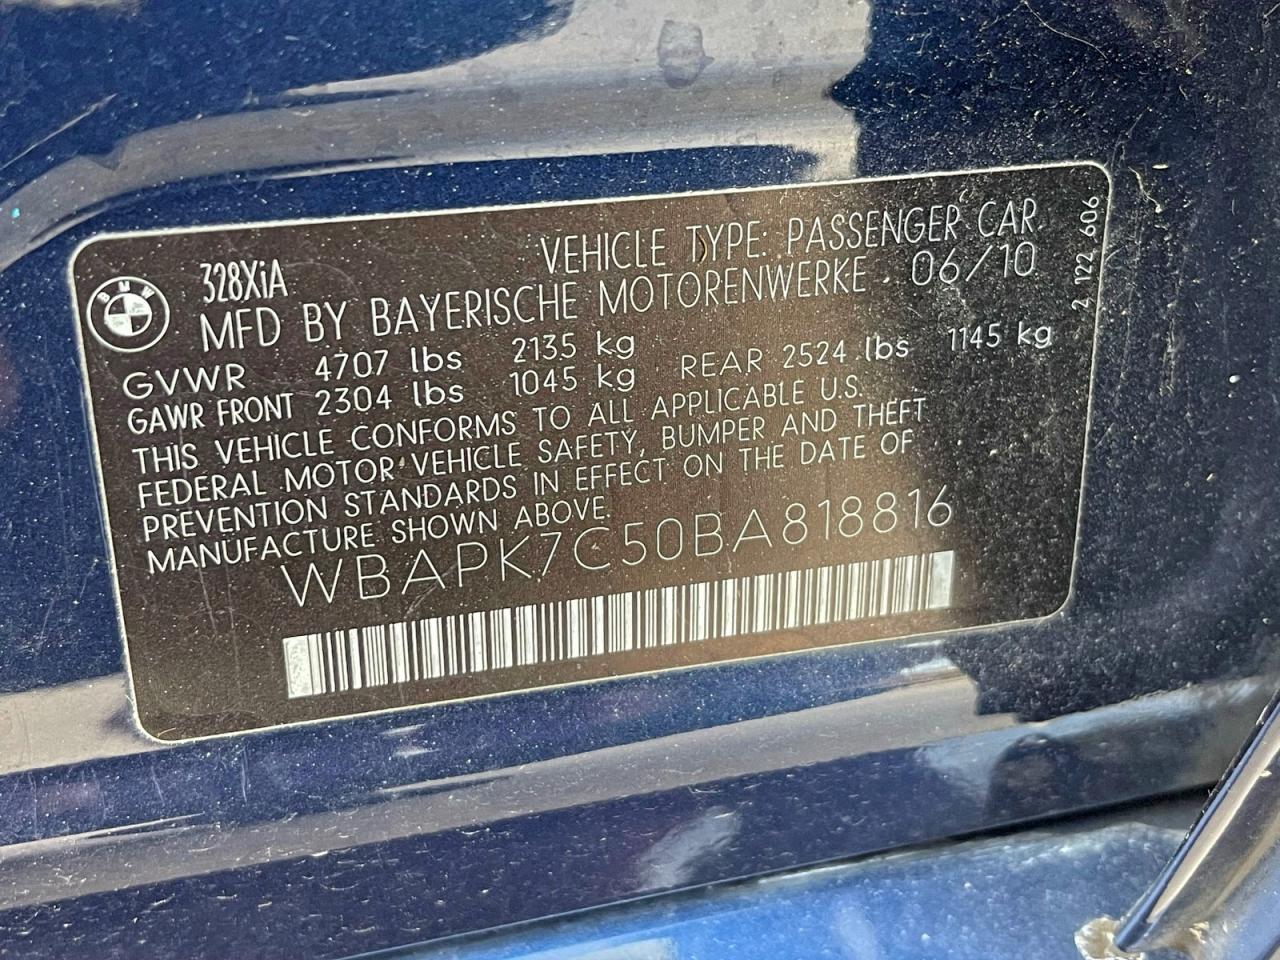 BMW
328XiA
VEHICLE TYPE: PASSENGER CAR
MFD BY BAYERISCHE MOTORENWERKE 06/10
GVWR 4707 lbs 2135 kg
GAWR FRONT 2304 lbs 1045 kg REAR 2524 lbs 1145 kg
THIS VEHICLE CONFORMS TO ALL APPLICABLE U.S.
FEDERAL MOTOR VEHICLE SAFETY, BUMPER AND THEFT
PREVENTION STANDARDS IN EFFECT ON THE DATE OF
MANUFACTURE SHOWN ABOVE.
WBAPK7C50BA818816
2 122 606